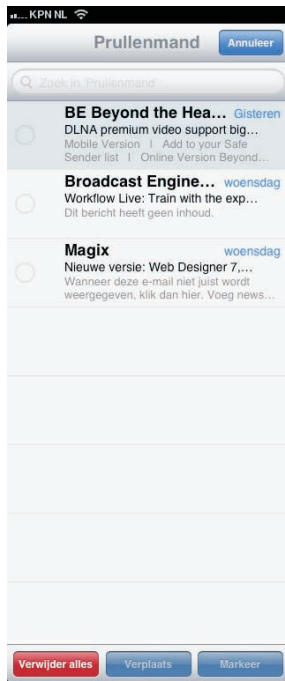 KPN NL
Prullenmand
Annuleer
Zoek in 'Prullenmand'
BE Beyond the Hea... Gisteren
DLNA premium video support big...
Mobile Version | Add to your Safe
Sender list | Online Version Beyond...
Broadcast Engine... woensdag
Workflow Live: Train with the exp...
Dit bericht heeft geen inhoud.
Magix woensdag
Nieuwe versie: Web Designer 7,...
Wanneer deze e-mail niet juist wordt
weergegeven, klik dan hier. Voeg news...
Verwijder alles Verplaats Markeer